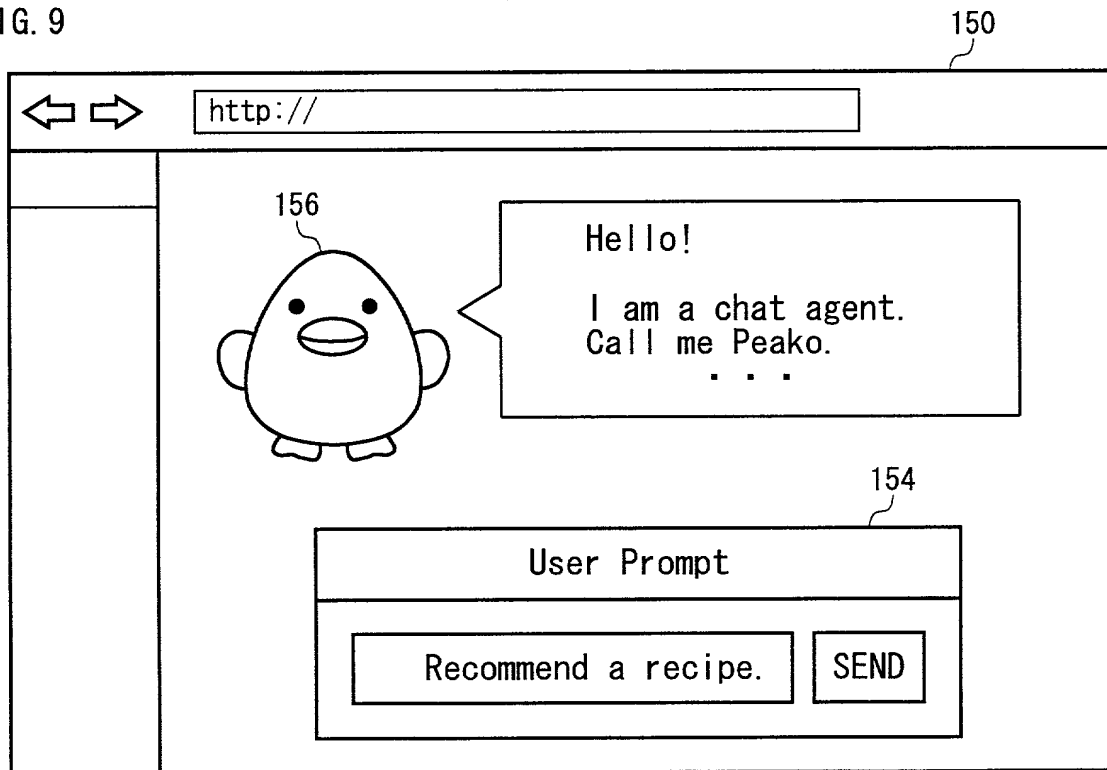 IG. 9
150
http://
156
Hello!
I am a chat agent.
Call me Peako.
. . .
154
User Prompt
Recommend a recipe.
SEND